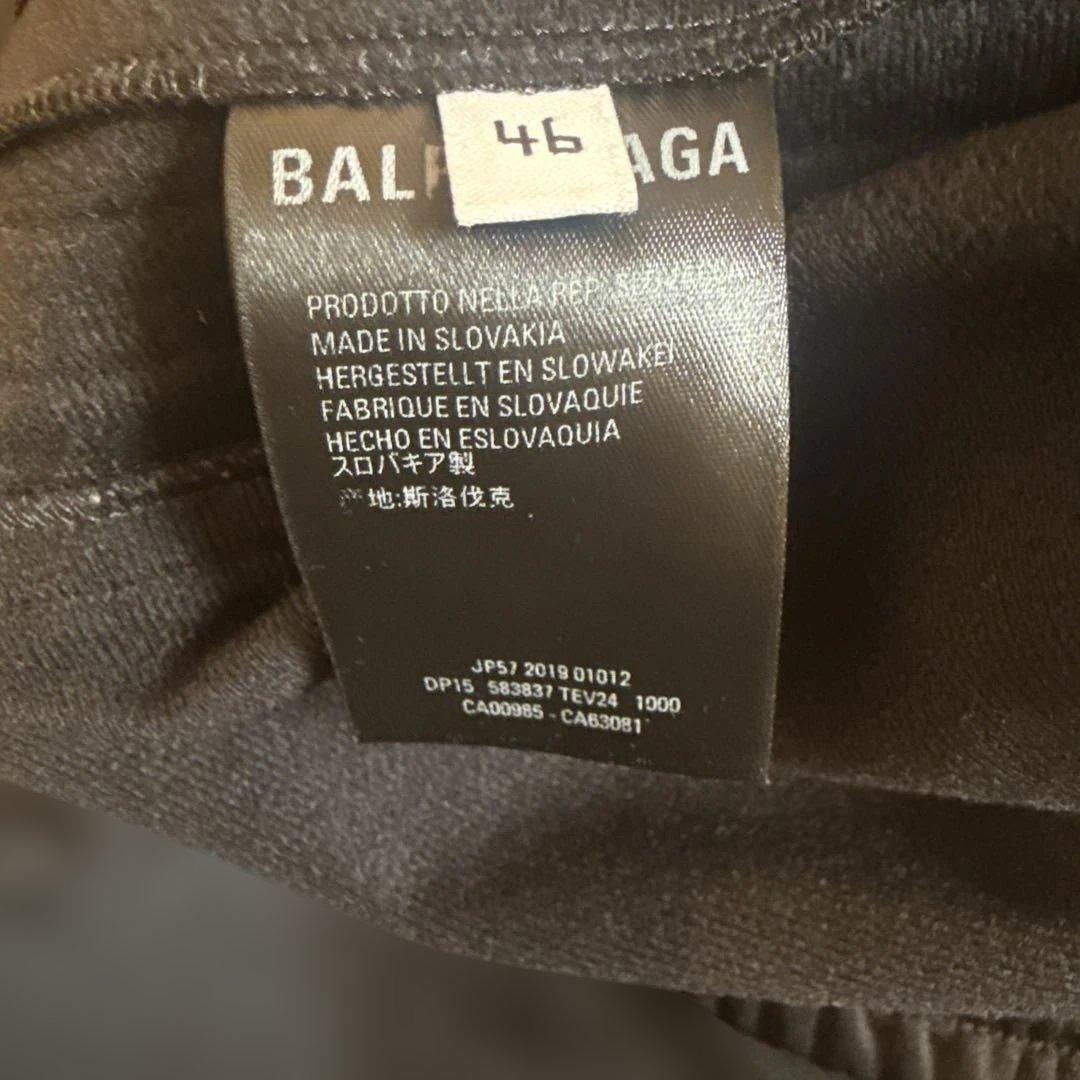 46
BAL AGA
PRODOTTO NELLA REP.
MADE IN SLOVAKIA
HERGESTELLT EN SLOWAKEI
FABRIQUE EN SLOVAQUIE
HECHO EN ESLOVAQUIA
スロバキア製
产地:斯洛伐克
JP57 2019 01012
DP15 583837 TEV24 1000
CA00985 - CA63081